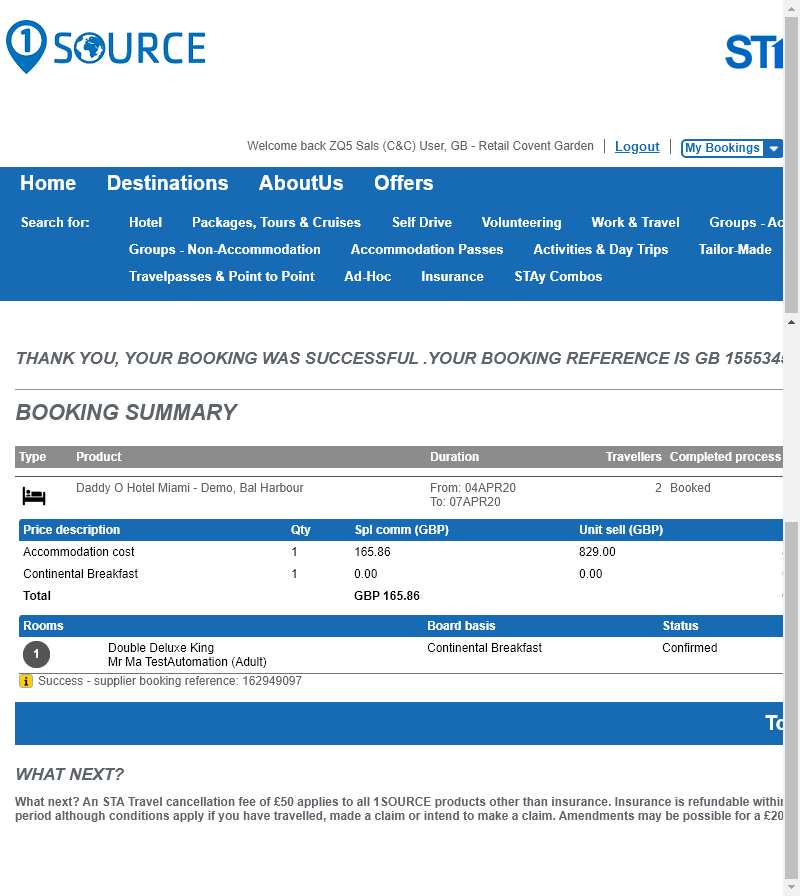 1 SOURCE
STA
Welcome back ZQ5 Sals (C&C) User, GB - Retail Covent Garden | Logout | My Bookings
Home Destinations AboutUs Offers
Search for: Hotel Packages, Tours & Cruises Self Drive Volunteering Work & Travel Groups - Ac
Groups - Non-Accommodation Accommodation Passes Activities & Day Trips Tailor-Made
Travelpasses & Point to Point Ad-Hoc Insurance STAy Combos
THANK YOU, YOUR BOOKING WAS SUCCESSFUL .YOUR BOOKING REFERENCE IS GB 1555345
BOOKING SUMMARY
Type Product Duration Travellers Completed process
Daddy O Hotel Miami - Demo, Bal Harbour From: 04APR20 2 Booked
To: 07APR20
Price description Qty Spl comm (GBP) Unit sell (GBP)
Accommodation cost 1 165.86 829.00
Continental Breakfast 1 0.00 0.00
Total GBP 165.86
Rooms Board basis Status
1 Double Deluxe King Continental Breakfast Confirmed
Mr Ma TestAutomation (Adult)
Success - supplier booking reference: 162949097
To
WHAT NEXT?
What next? An STA Travel cancellation fee of £50 applies to all 1SOURCE products other than insurance. Insurance is refundable within
period although conditions apply if you have travelled, made a claim or intend to make a claim. Amendments may be possible for a £20